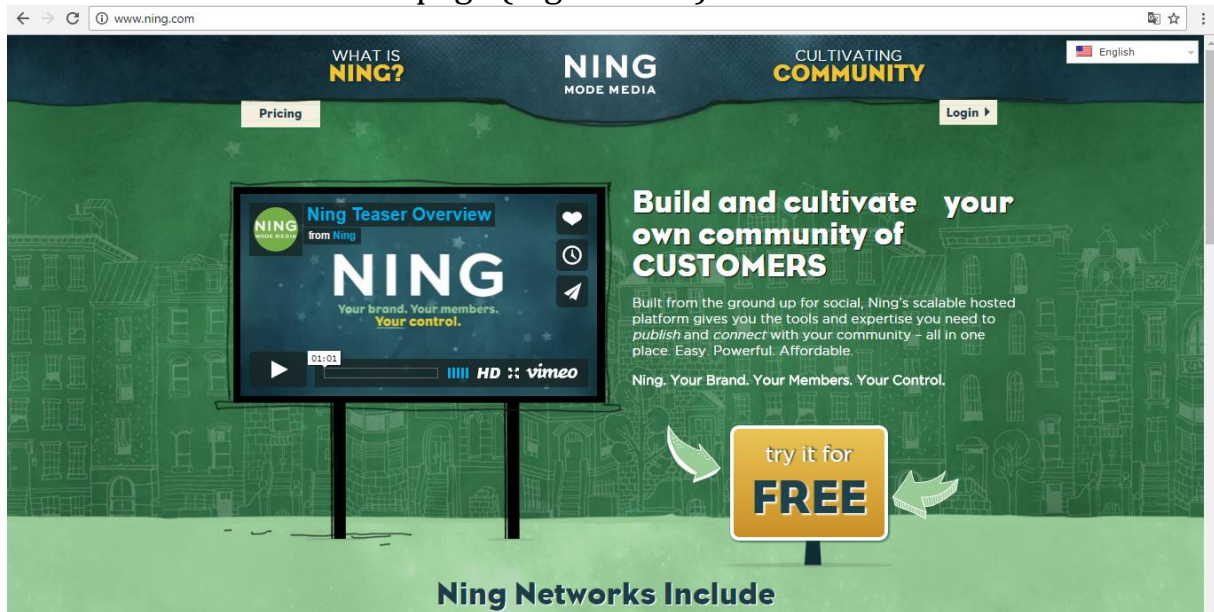 www.ning.com
WHAT IS
NING?
NING
MODE MEDIA
CULTIVATING
COMMUNITY
English
Pricing
Login
NING
MODE MEDIA
Ning Teaser Overview
from Ning
NING
Your brand. Your members.
Your control.
01:01
HD vimeo
Build and cultivate your
own community of
CUSTOMERS
Built from the ground up for social, Ning's scalable hosted
platform gives you the tools and expertise you need to
publish and connect with your community – all in one
place. Easy. Powerful. Affordable.
Ning. Your Brand. Your Members. Your Control.
try it for
FREE
Ning Networks Include